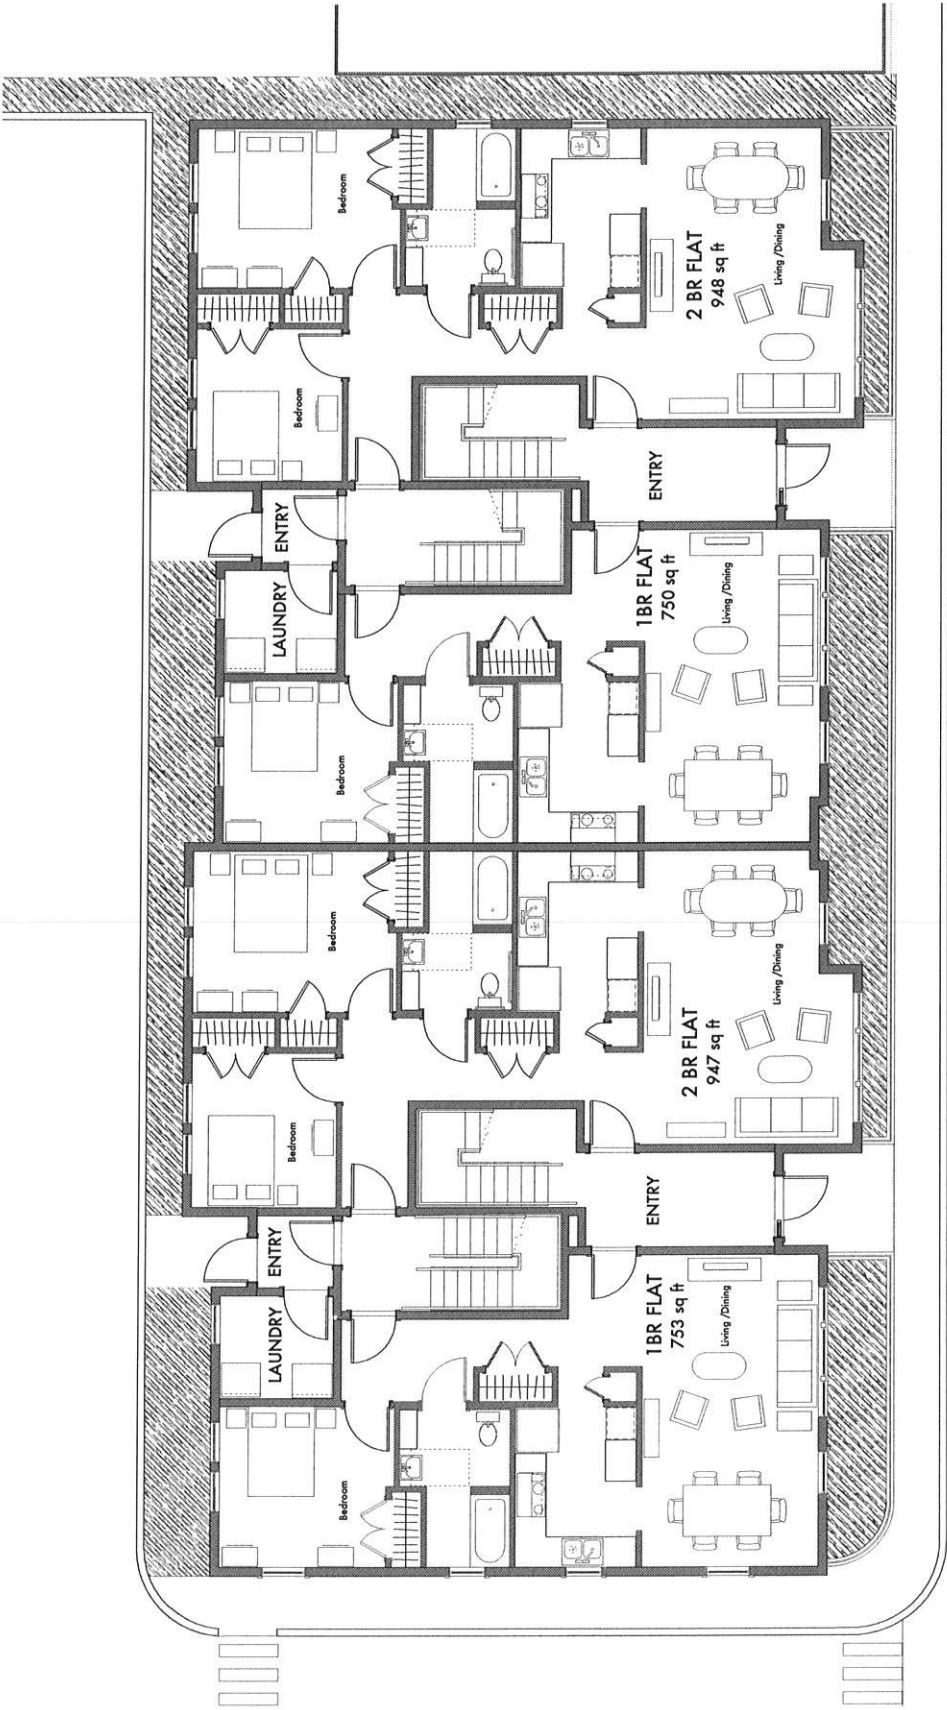 Bedroom
2 BR FLAT
948 sq ft
Living /Dining
Bedroom
ENTRY
ENTRY
LAUNDRY
1BR FLAT
750 sq ft
Living /Dining
Bedroom
Bedroom
2 BR FLAT
947 sq ft
Living /Dining
Bedroom
ENTRY
ENTRY
LAUNDRY
1BR FLAT
753 sq ft
Living /Dining
Bedroom